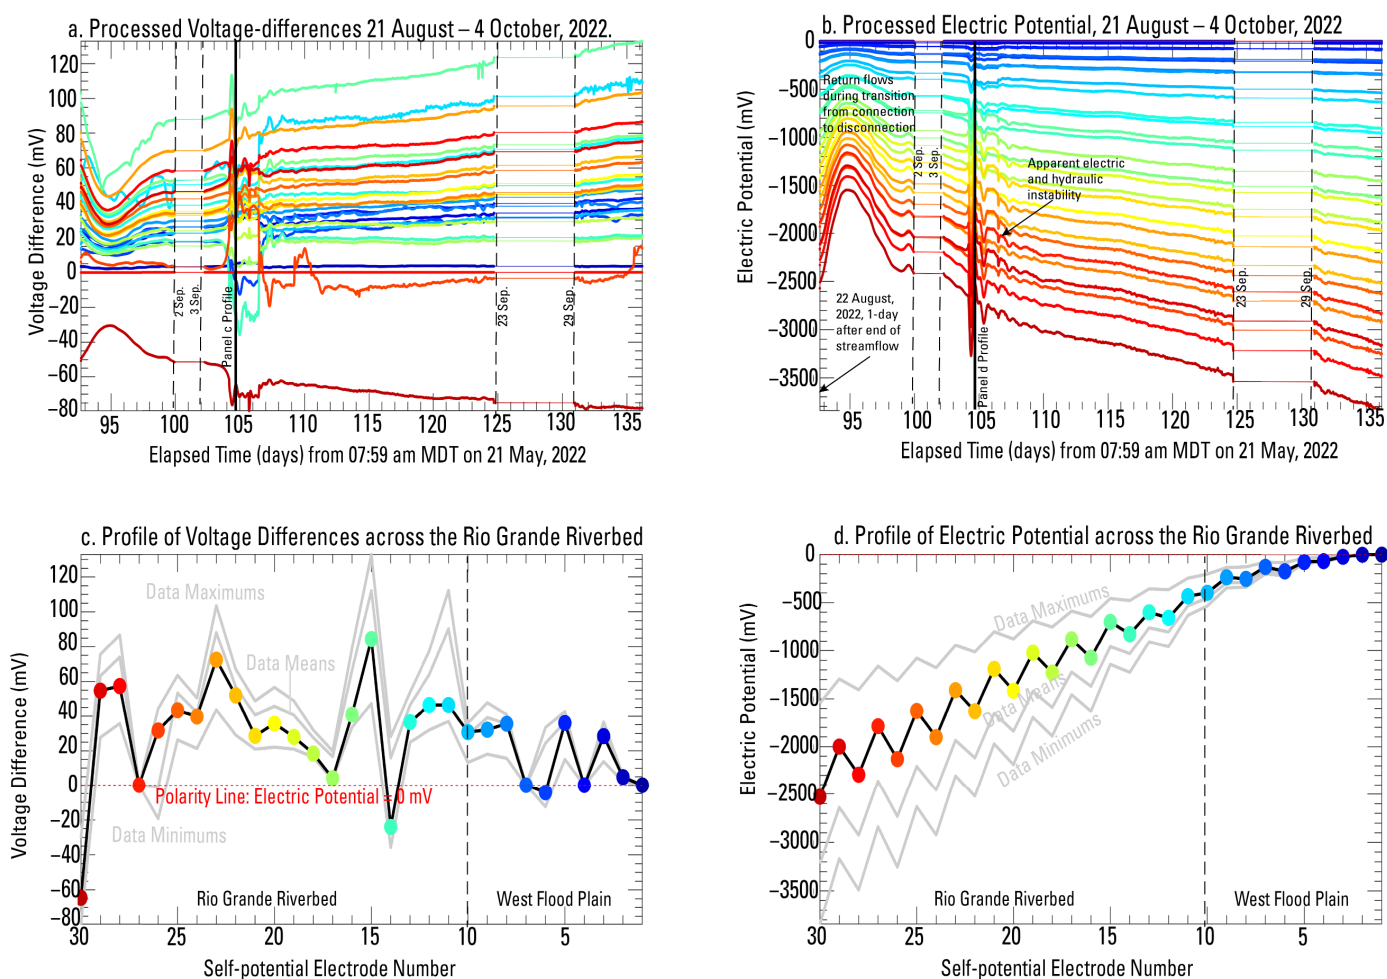 a. Processed Voltage-differences 21 August – 4 October, 2022.
120
100
80
60
40
20
0
−20
−40
−60
−80
Voltage Difference (mV)
2 Sep.
3 Sep.
Panel c Profile
23 Sep.
29 Sep.
95
100
105
110
115
120
125
130
135
Elapsed Time (days) from 07:59 am MDT on 21 May, 2022
b. Processed Electric Potential, 21 August – 4 October, 2022
0
−500
−1000
−1500
−2000
−2500
−3000
−3500
Electric Potential (mV)
Return flows
during transition
from connection
to disconnection
2 Sep.
3 Sep.
Apparent electric
and hydraulic
instability
22 August,
2022, 1-day
after end of
streamflow
Panel d Profile
23 Sep.
29 Sep.
95
100
105
110
115
120
125
130
135
Elapsed Time (days) from 07:59 am MDT on 21 May, 2022
c. Profile of Voltage Differences across the Rio Grande Riverbed
120
100
80
60
40
20
0
−20
−40
−60
−80
Voltage Difference (mV)
Data Maximums
Data Means
Polarity Line: Electric Potential = 0 mV
Data Minimums
Rio Grande Riverbed
West Flood Plain
30
25
20
15
10
5
Self-potential Electrode Number
d. Profile of Electric Potential across the Rio Grande Riverbed
0
−500
−1000
−1500
−2000
−2500
−3000
−3500
Electric Potential (mV)
Data Maximums
Data Means
Data Minimums
Rio Grande Riverbed
West Flood Plain
30
25
20
15
10
5
Self-potential Electrode Number